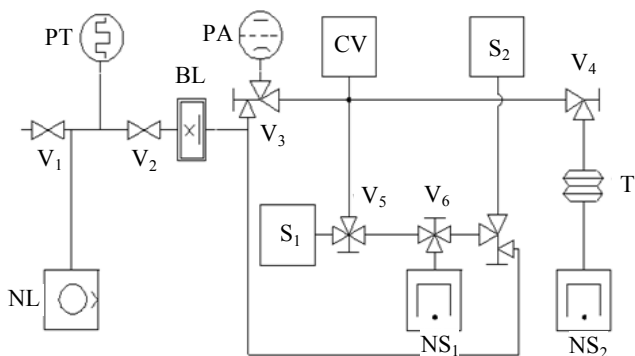 PT
PA
CV
S₂
V₄
BL
V₁
V₂
V₃
T
V₅
V₆
S₁
NL
NS₁
NS₂